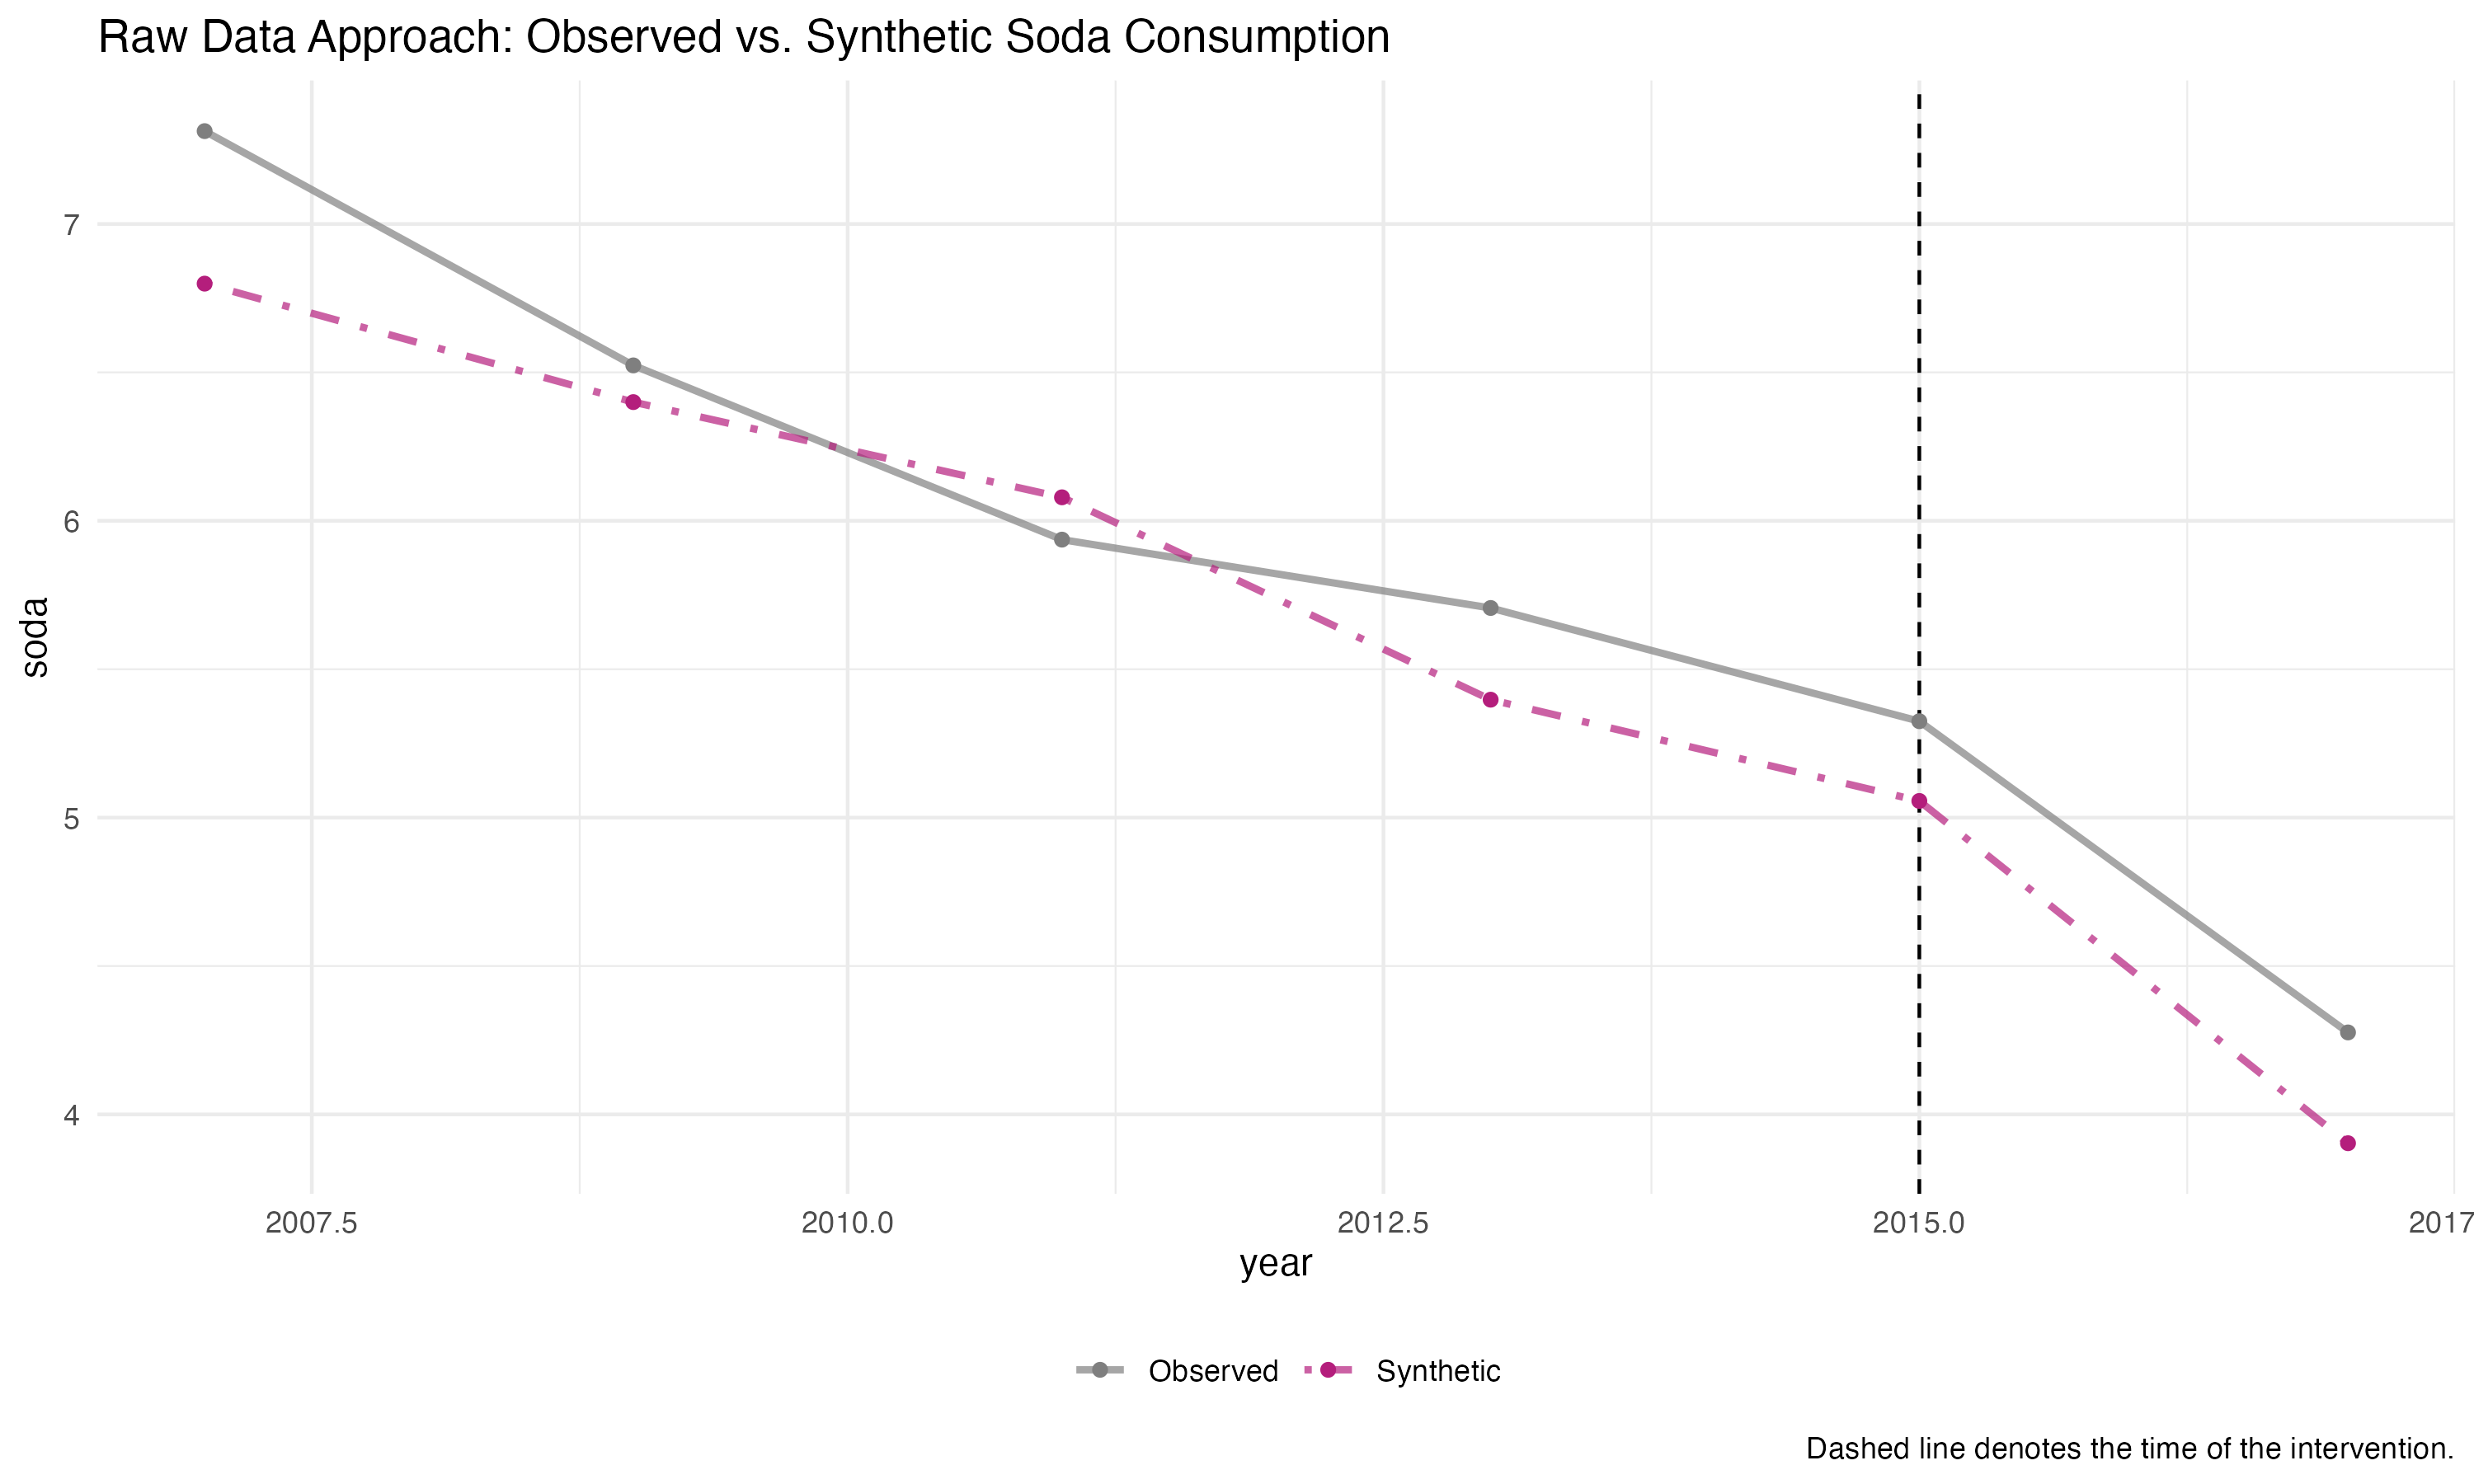 Raw Data Approach: Observed vs. Synthetic Soda Consumption
7
6
5
4
soda
2007.5
2010.0
2012.5
2015.0
2017
year
Observed
Synthetic
Dashed line denotes the time of the intervention.